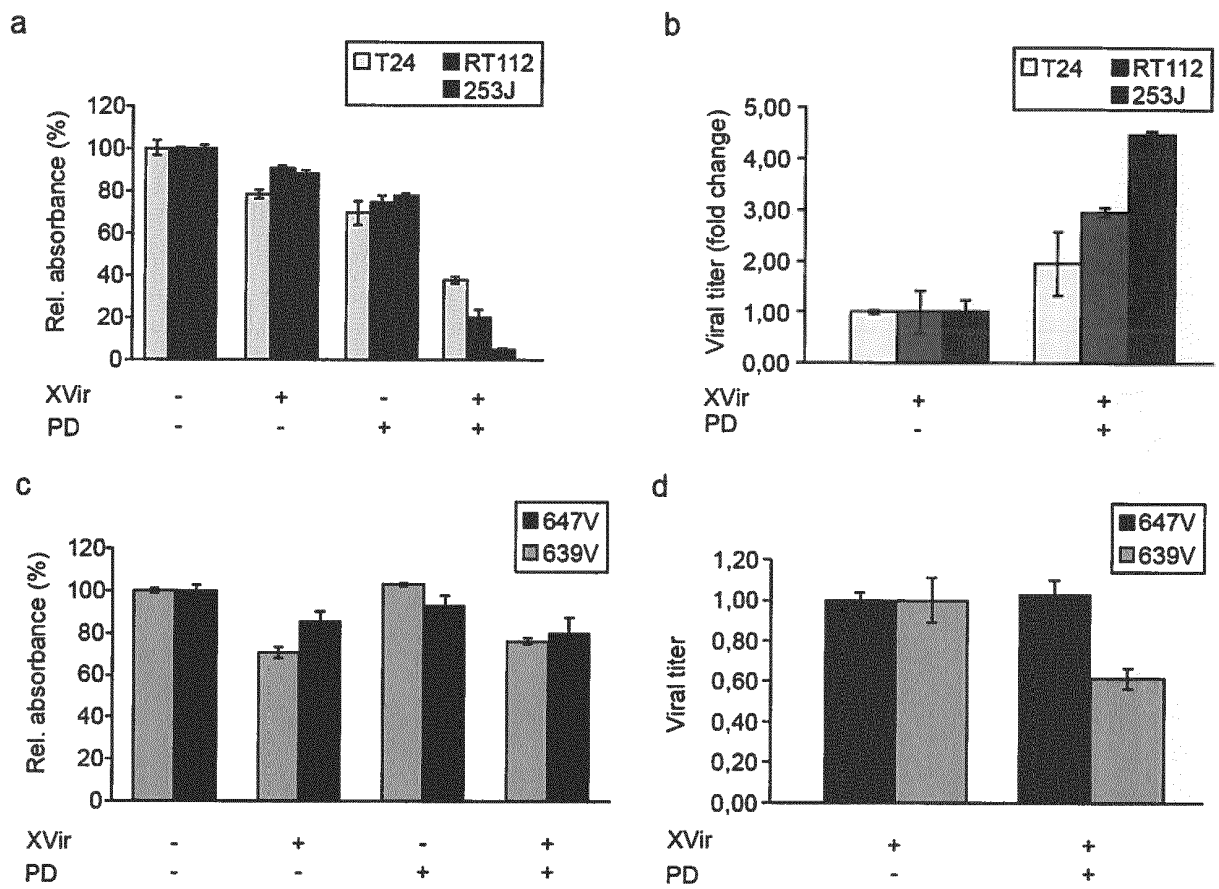 a
T24 RT112
253J
Rel. absorbance (%)
120
100
80
60
40
20
0
XVir - + - +
PD - - + +
b
T24 RT112
253J
Viral titer (fold change)
5,00
4,00
3,00
2,00
1,00
0,00
XVir + +
PD - +
c
647V
639V
Rel. absorbance (%)
120
100
80
60
40
20
0
XVir - + - +
PD - - + +
d
647V
639V
Viral titer
1,20
1,00
0,80
0,60
0,40
0,20
0,00
XVir + +
PD - +